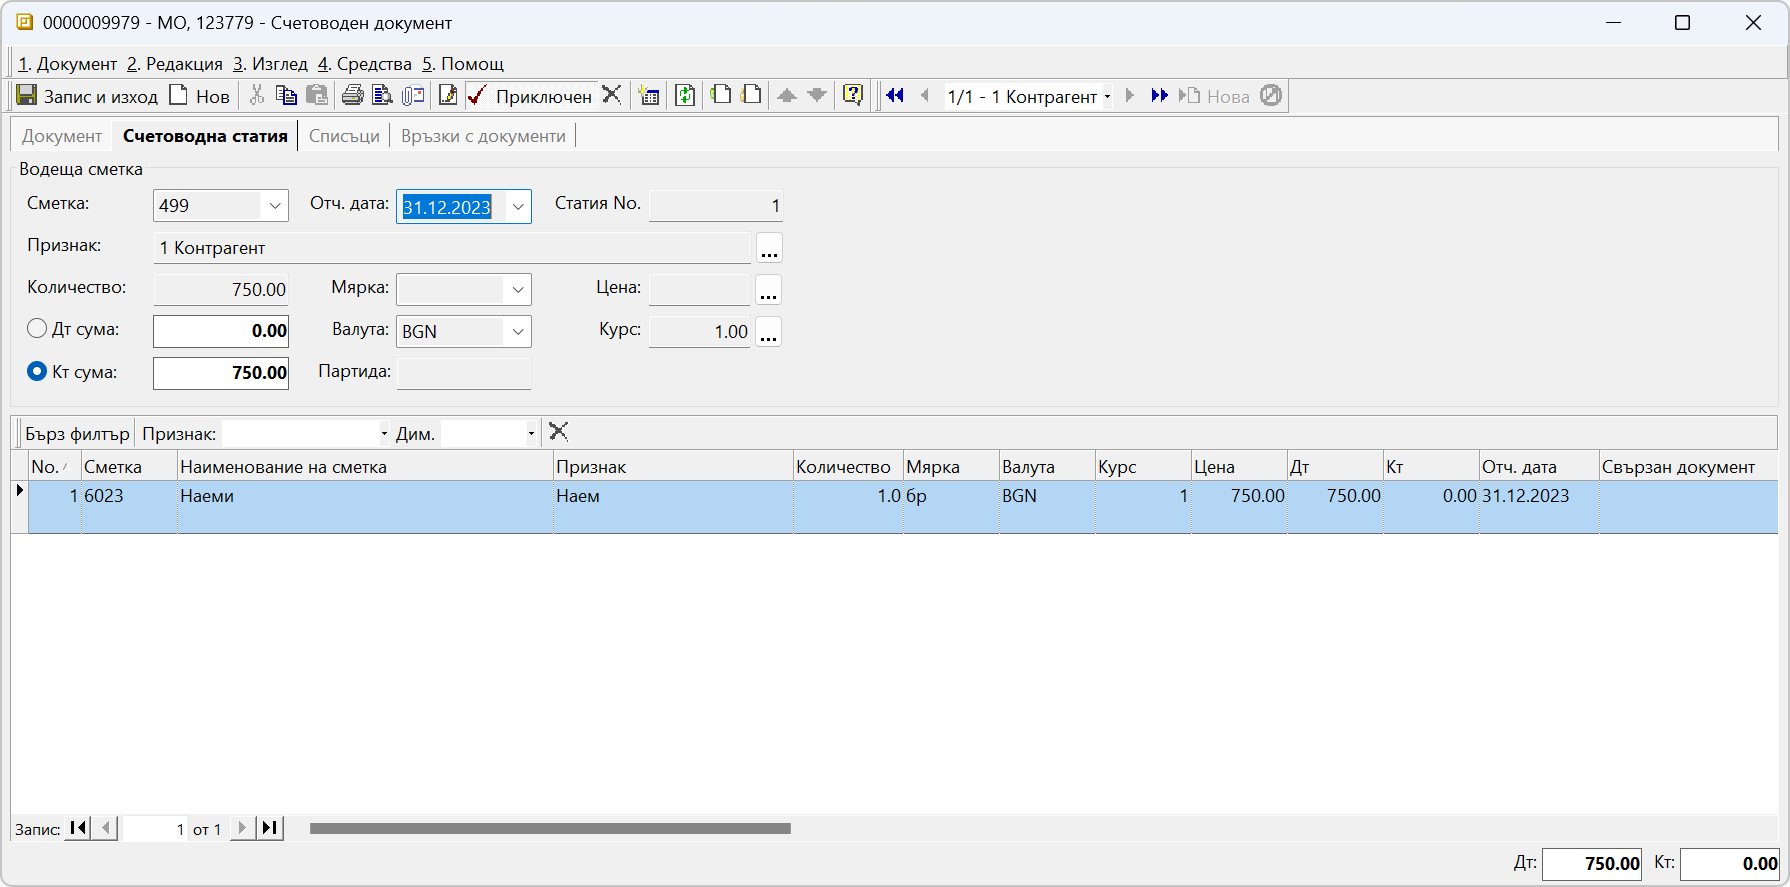 0000009979 - МО, 123779 - Счетоводен документ
1. Документ 2. Редакция 3. Изглед 4. Средства 5. Помощ
Запис и изход Нов Приключен 1/1 - 1 Контрагент Нова
Документ Счетоводна статия Списъци Връзки с документи
Водеща сметка
Сметка: 499 Отч. дата: 31.12.2023 Статия No. 1
Признак: 1 Контрагент ...
Количество: 750.00 Мярка: Цена: ...
Дт сума: 0.00 Валута: BGN Курс: 1.00 ...
Кт сума: 750.00 Партида:
Бърз филтър Признак: Дим.
No. Сметка Наименование на сметка Признак Количество Мярка Валута Курс Цена Дт Кт Отч. дата Свързан документ
1 6023 Наеми Наем 1.0 бр BGN 1 750.00 750.00 0.00 31.12.2023
Запис: 1 от 1
Дт: 750.00 Кт: 0.00